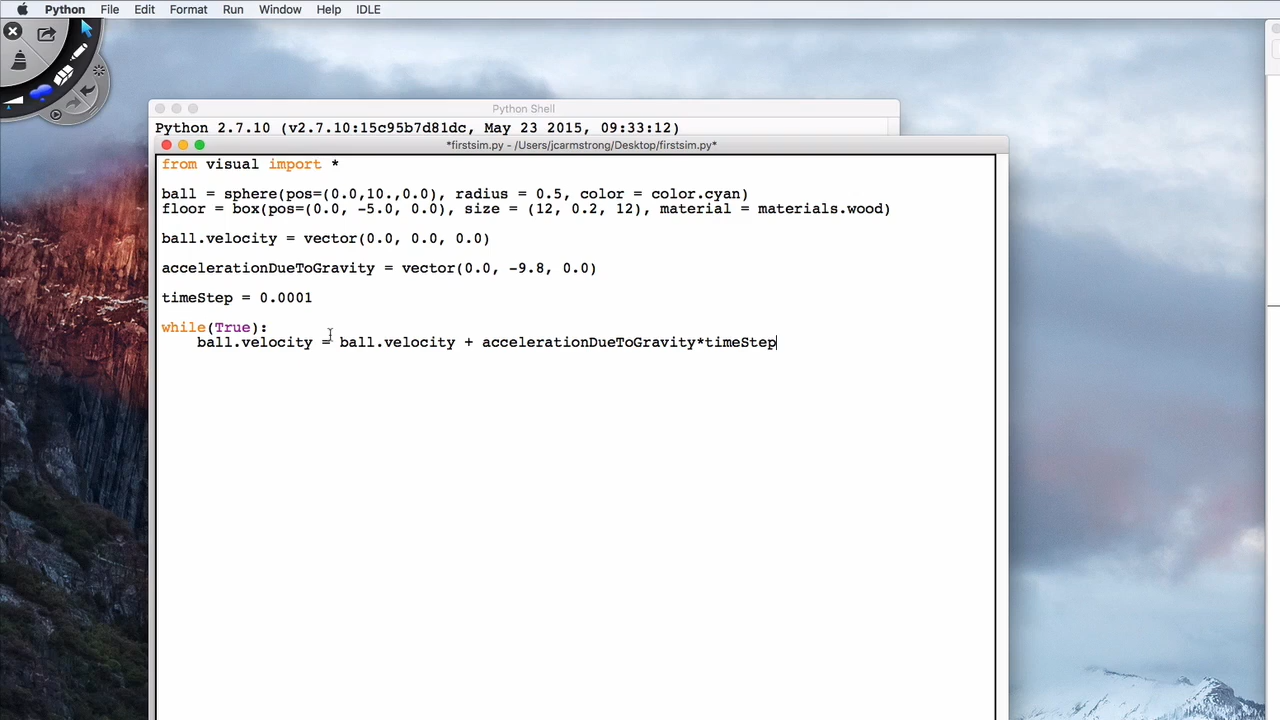 Python File Edit Format Run Window Help IDLE
Python Shell
Python 2.7.10 (v2.7.10:15c95b7d81dc, May 23 2015, 09:33:12)
*firstsim.py - /Users/jcarmstrong/Desktop/firstsim.py*
from visual import *
ball = sphere(pos=(0.0,10.,0.0), radius = 0.5, color = color.cyan)
floor = box(pos=(0.0, -5.0, 0.0), size = (12, 0.2, 12), material = materials.wood)
ball.velocity = vector(0.0, 0.0, 0.0)
accelerationDueToGravity = vector(0.0, -9.8, 0.0)
timeStep = 0.0001
while(True):
    ball.velocity = ball.velocity + accelerationDueToGravity*timeStep